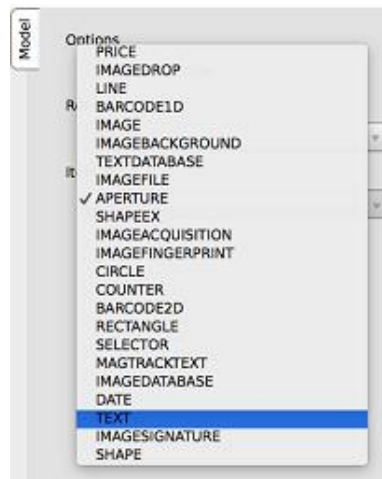 Model
Options
PRICE
IMAGEDROP
LINE
BARCODE1D
IMAGE
IMAGEBACKGROUND
TEXTDATABASE
IMAGEFILE
✓ APERTURE
SHAPEEX
IMAGEACQUISITION
IMAGEFINGERPRINT
CIRCLE
COUNTER
BARCODE2D
RECTANGLE
SELECTOR
MAGTRACKTEXT
IMAGEDATABASE
DATE
TEXT
IMAGESIGNATURE
SHAPE